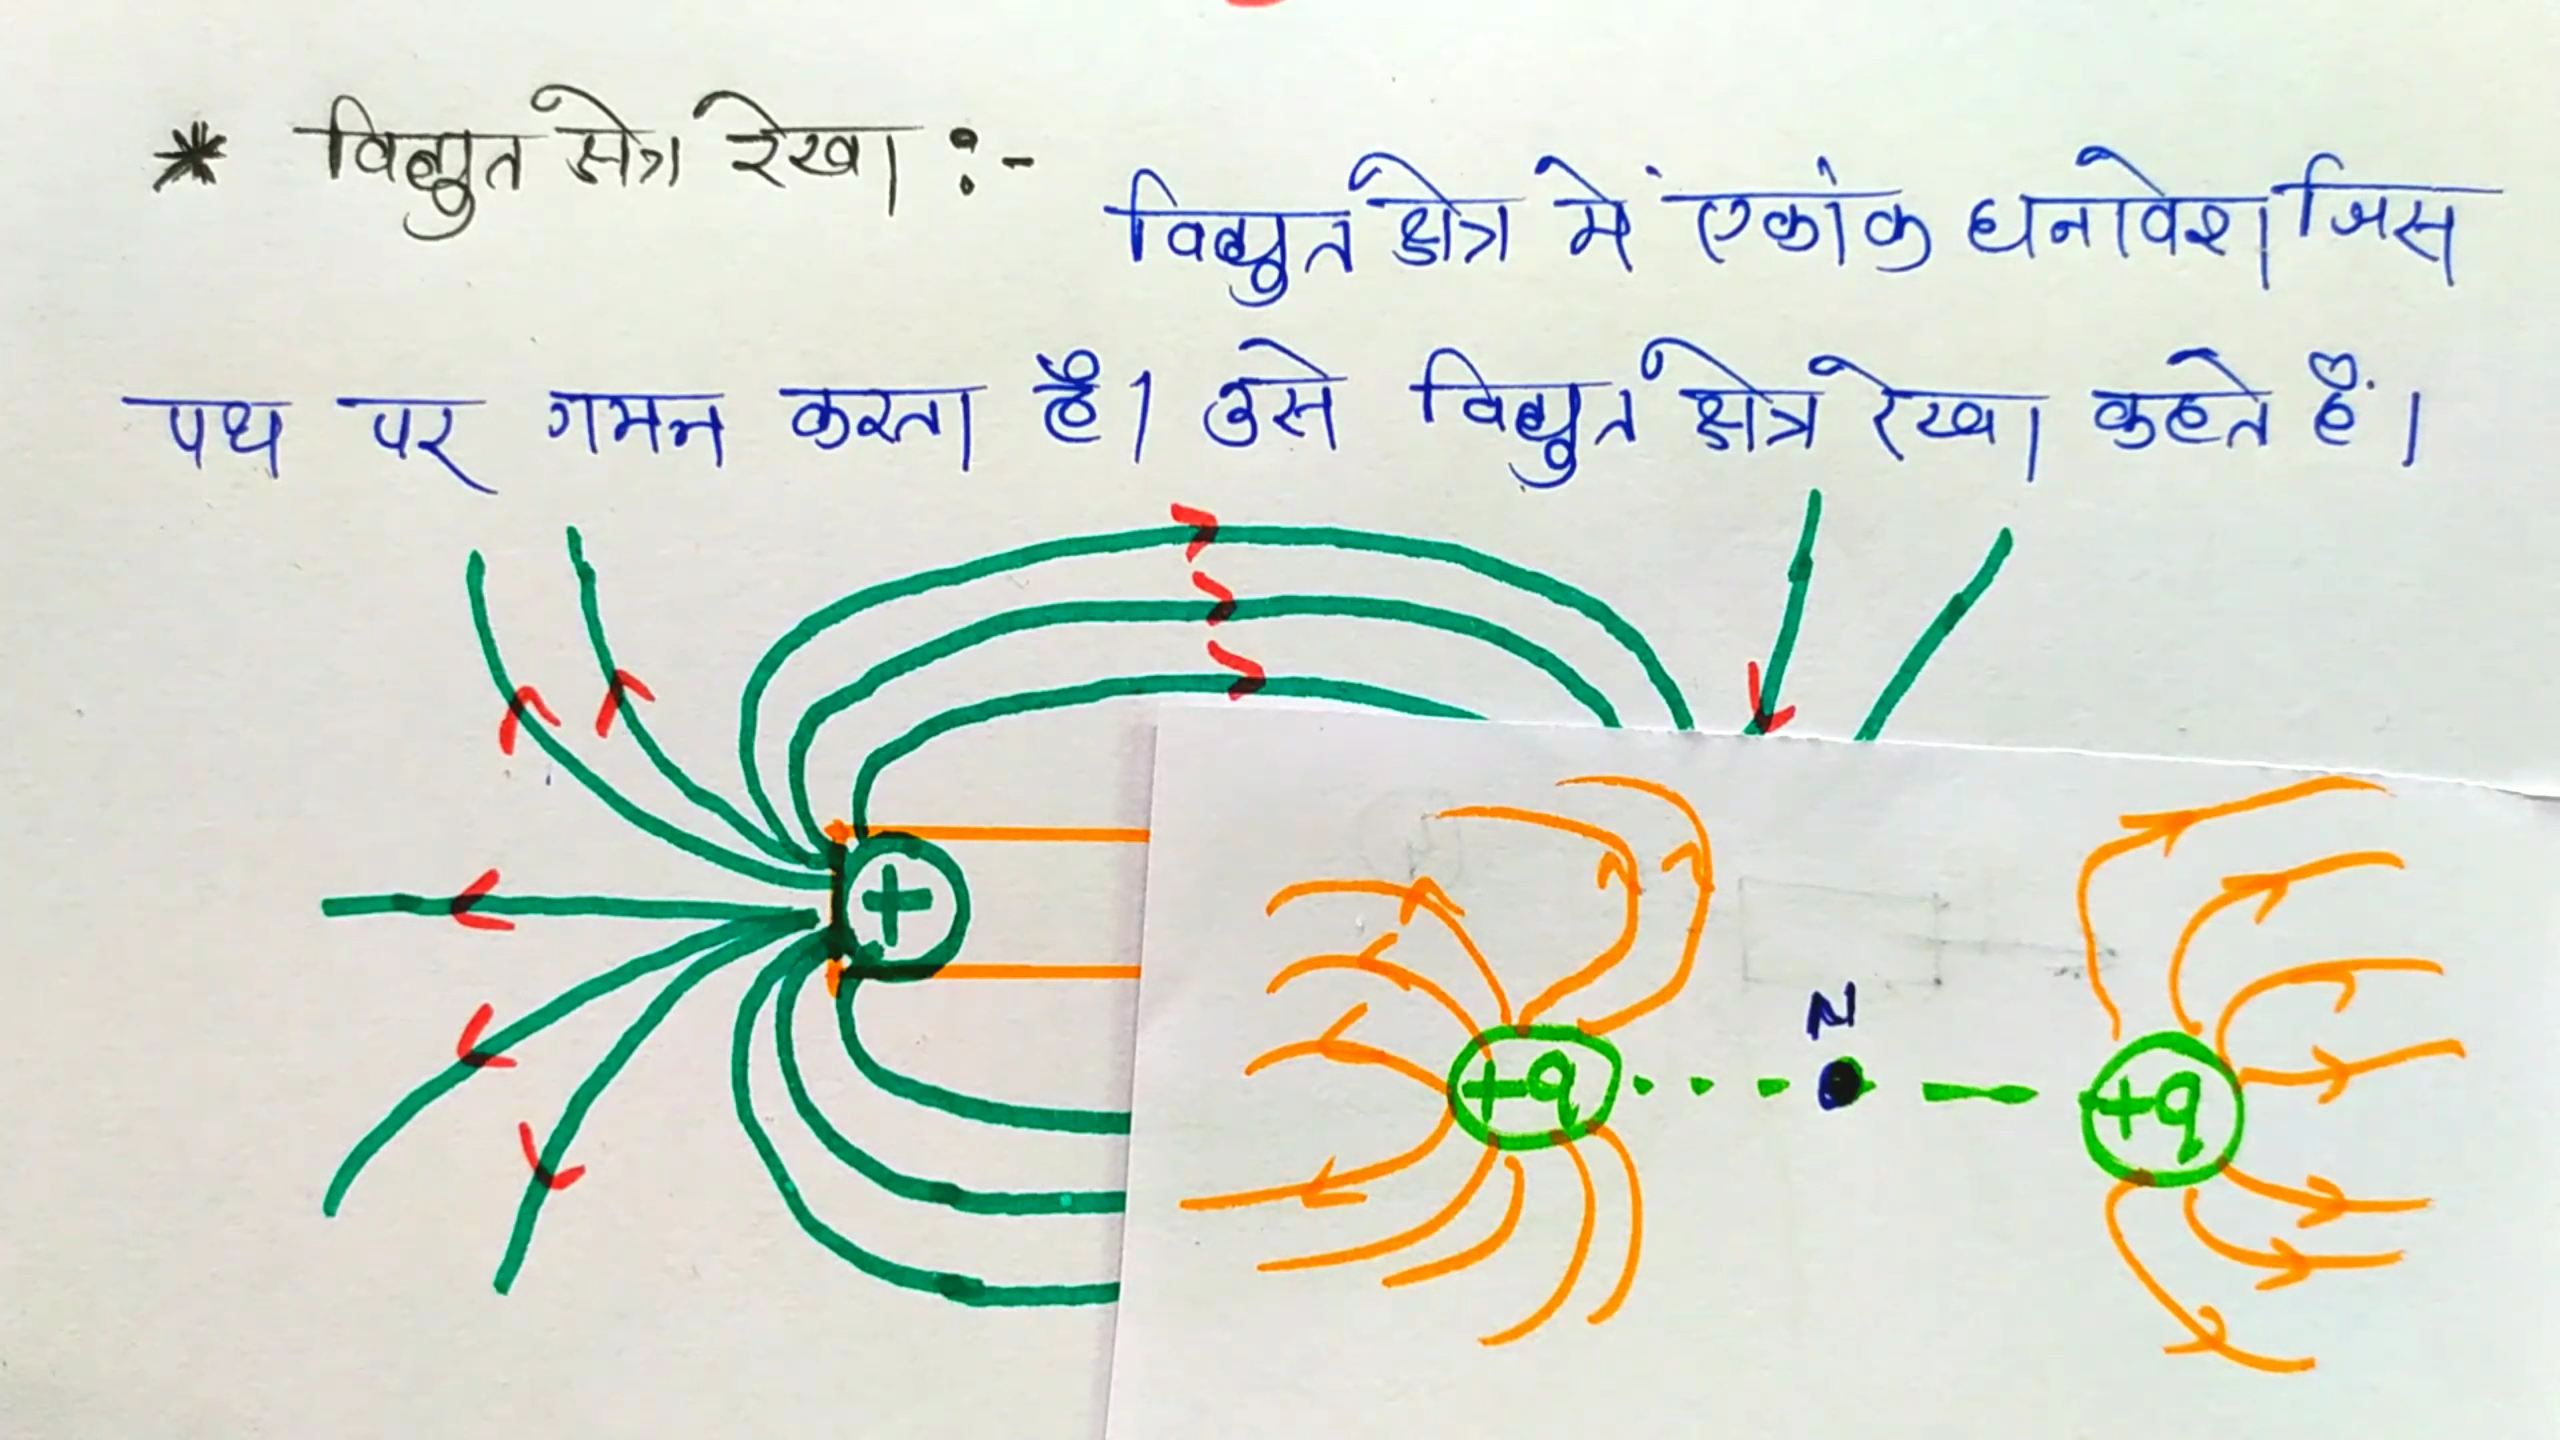 * विद्युत क्षेत्र रेखा :-
विद्युत क्षेत्र में एकांक धनावेश जिस
पथ पर गमन करता है। उसे विद्युत क्षेत्र रेखा कहते हैं।
+
N
+q
+q